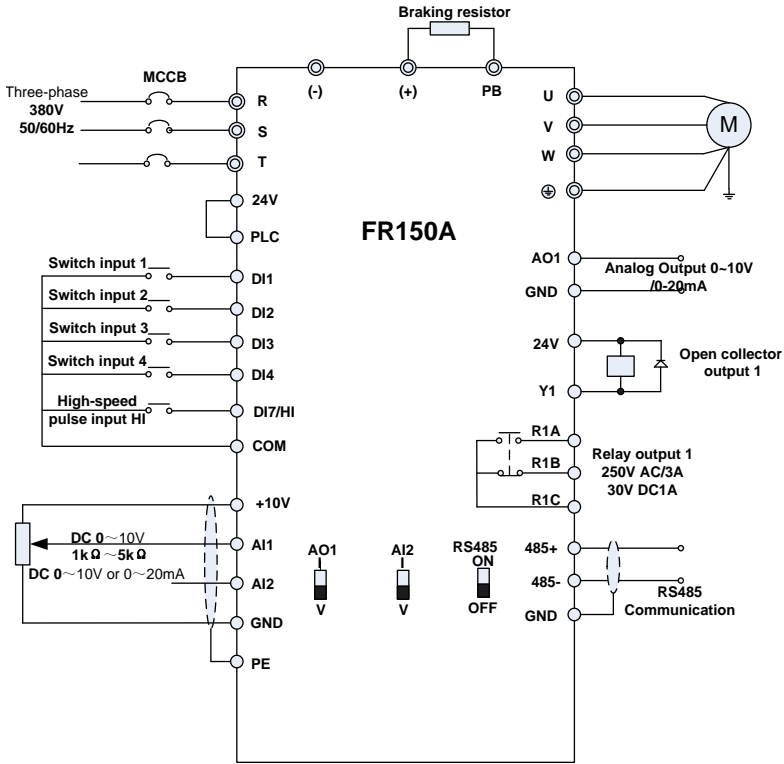 Braking resistor
MCCB
Three-phase
380V
50/60Hz
(-)
(+)
PB
R
S
T
U
V
W
M
24V
PLC
FR150A
Switch input 1
DI1
Switch input 2
DI2
Switch input 3
DI3
Switch input 4
DI4
High-speed
pulse input HI
DI7/HI
COM
AO1
Analog Output 0~10V
/0-20mA
GND
24V
Open collector
output 1
Y1
R1A
R1B
R1C
Relay output 1
250V AC/3A
30V DC1A
+10V
DC 0～10V
1kΩ～5kΩ
AI1
DC 0～10V or 0～20mA
AI2
GND
PE
AO1
I
V
AI2
I
V
RS485
ON
OFF
485+
485-
GND
RS485
Communication